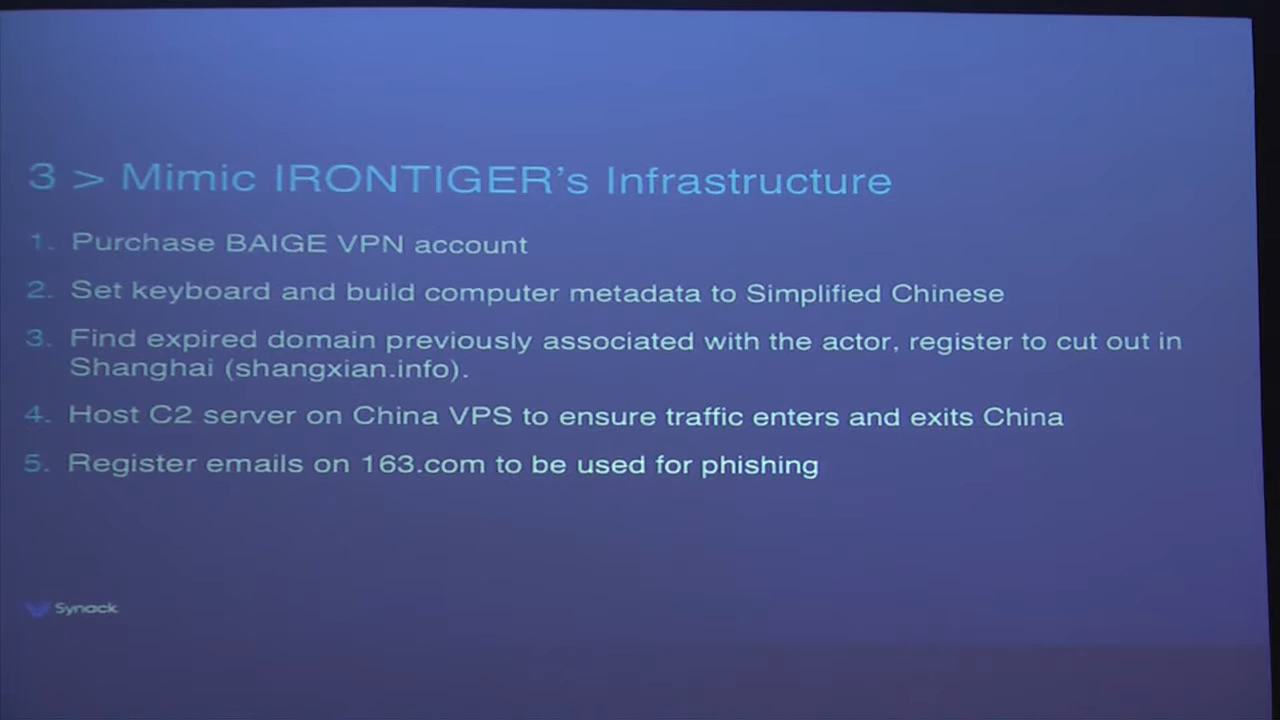 3 > Mimic IRONTIGER's Infrastructure
1. Purchase BAIGE VPN account
2. Set keyboard and build computer metadata to Simplified Chinese
3. Find expired domain previously associated with the actor, register to cut out in
Shanghai (shangxian.info).
4. Host C2 server on China VPS to ensure traffic enters and exits China
5. Register emails on 163.com to be used for phishing
Synack